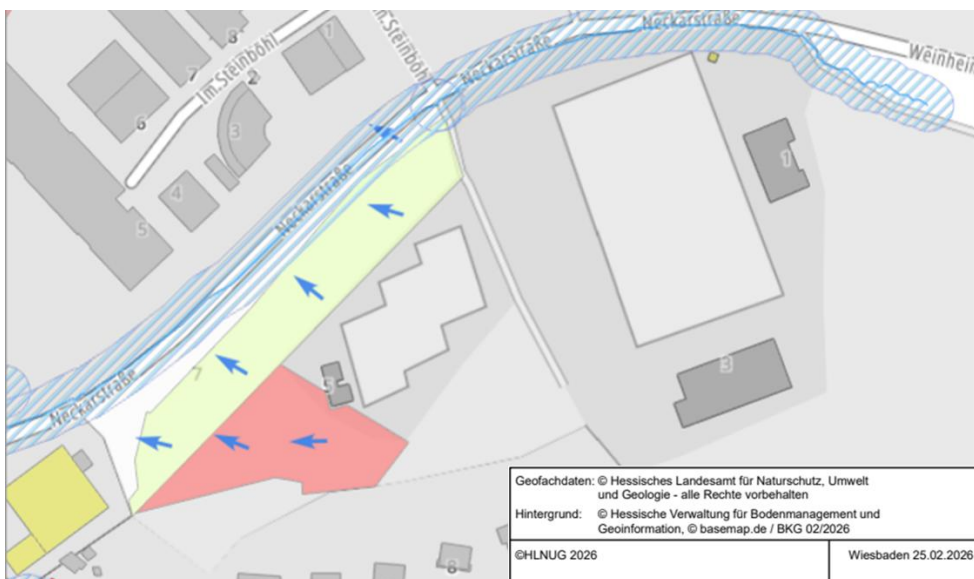 Neckarstraße
Neckarstraße
Weinheim
Im.Steinböhl
Im.Steinböhl
8
1
7
2
6
3
4
5
1
Neckarstraße
7
5
3
Neckarstraße
8
Geofachdaten: © Hessisches Landesamt für Naturschutz, Umwelt
und Geologie - alle Rechte vorbehalten
Hintergrund: © Hessische Verwaltung für Bodenmanagement und
Geoinformation, © basemap.de / BKG 02/2026
©HLNUG 2026
Wiesbaden 25.02.2026